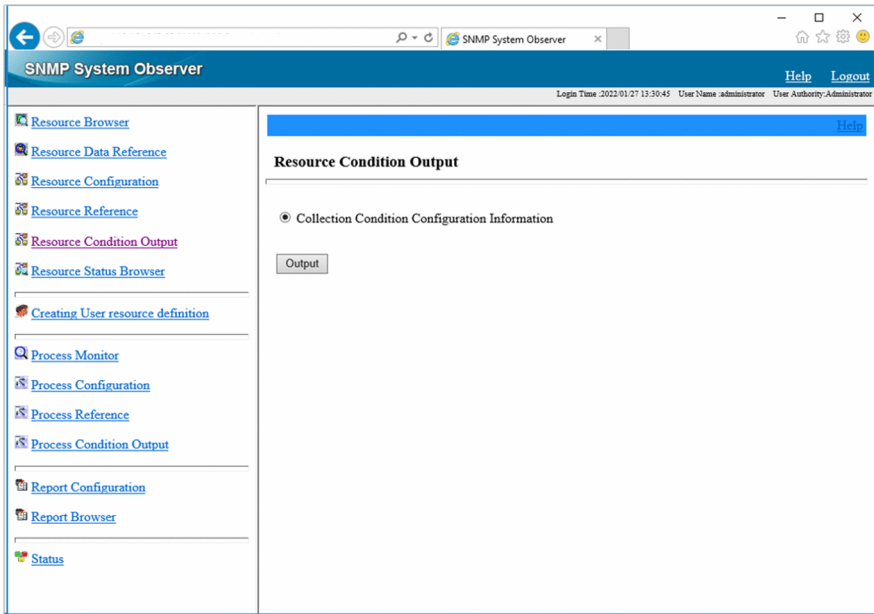 SNMP System Observer
SNMP System Observer
Help Logout
Login Time :2022/01/27 13:30:45 User Name :administrator User Authority:Administrator
Resource Browser
Resource Data Reference
Resource Configuration
Resource Reference
Resource Condition Output
Resource Status Browser
Creating User resource definition
Process Monitor
Process Configuration
Process Reference
Process Condition Output
Report Configuration
Report Browser
Status
Help
Resource Condition Output
Collection Condition Configuration Information
Output